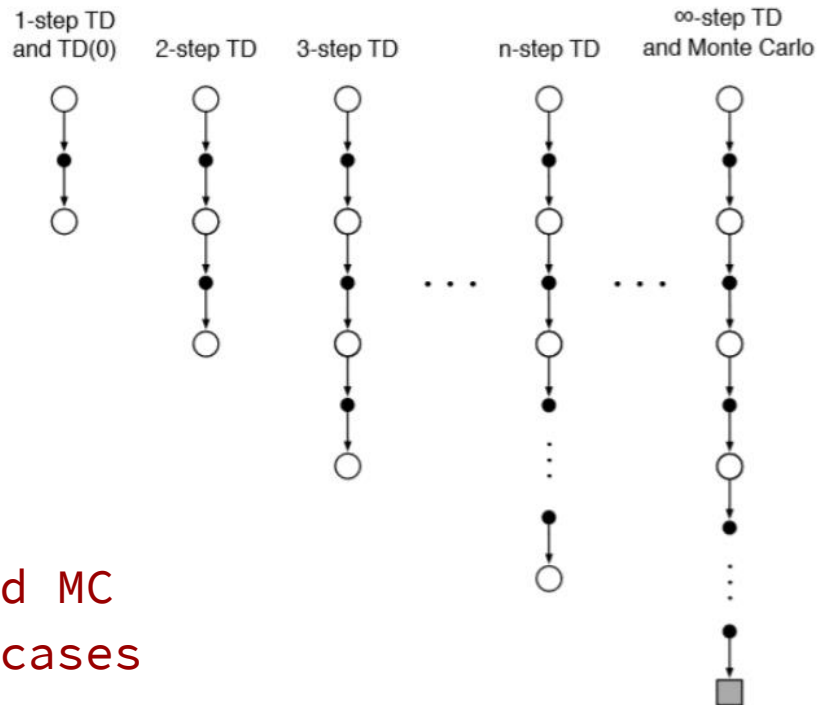 1-step TD
and TD(0)
2-step TD
3-step TD
n-step TD
∞-step TD
and Monte Carlo
. . .
. . .
d MC
cases